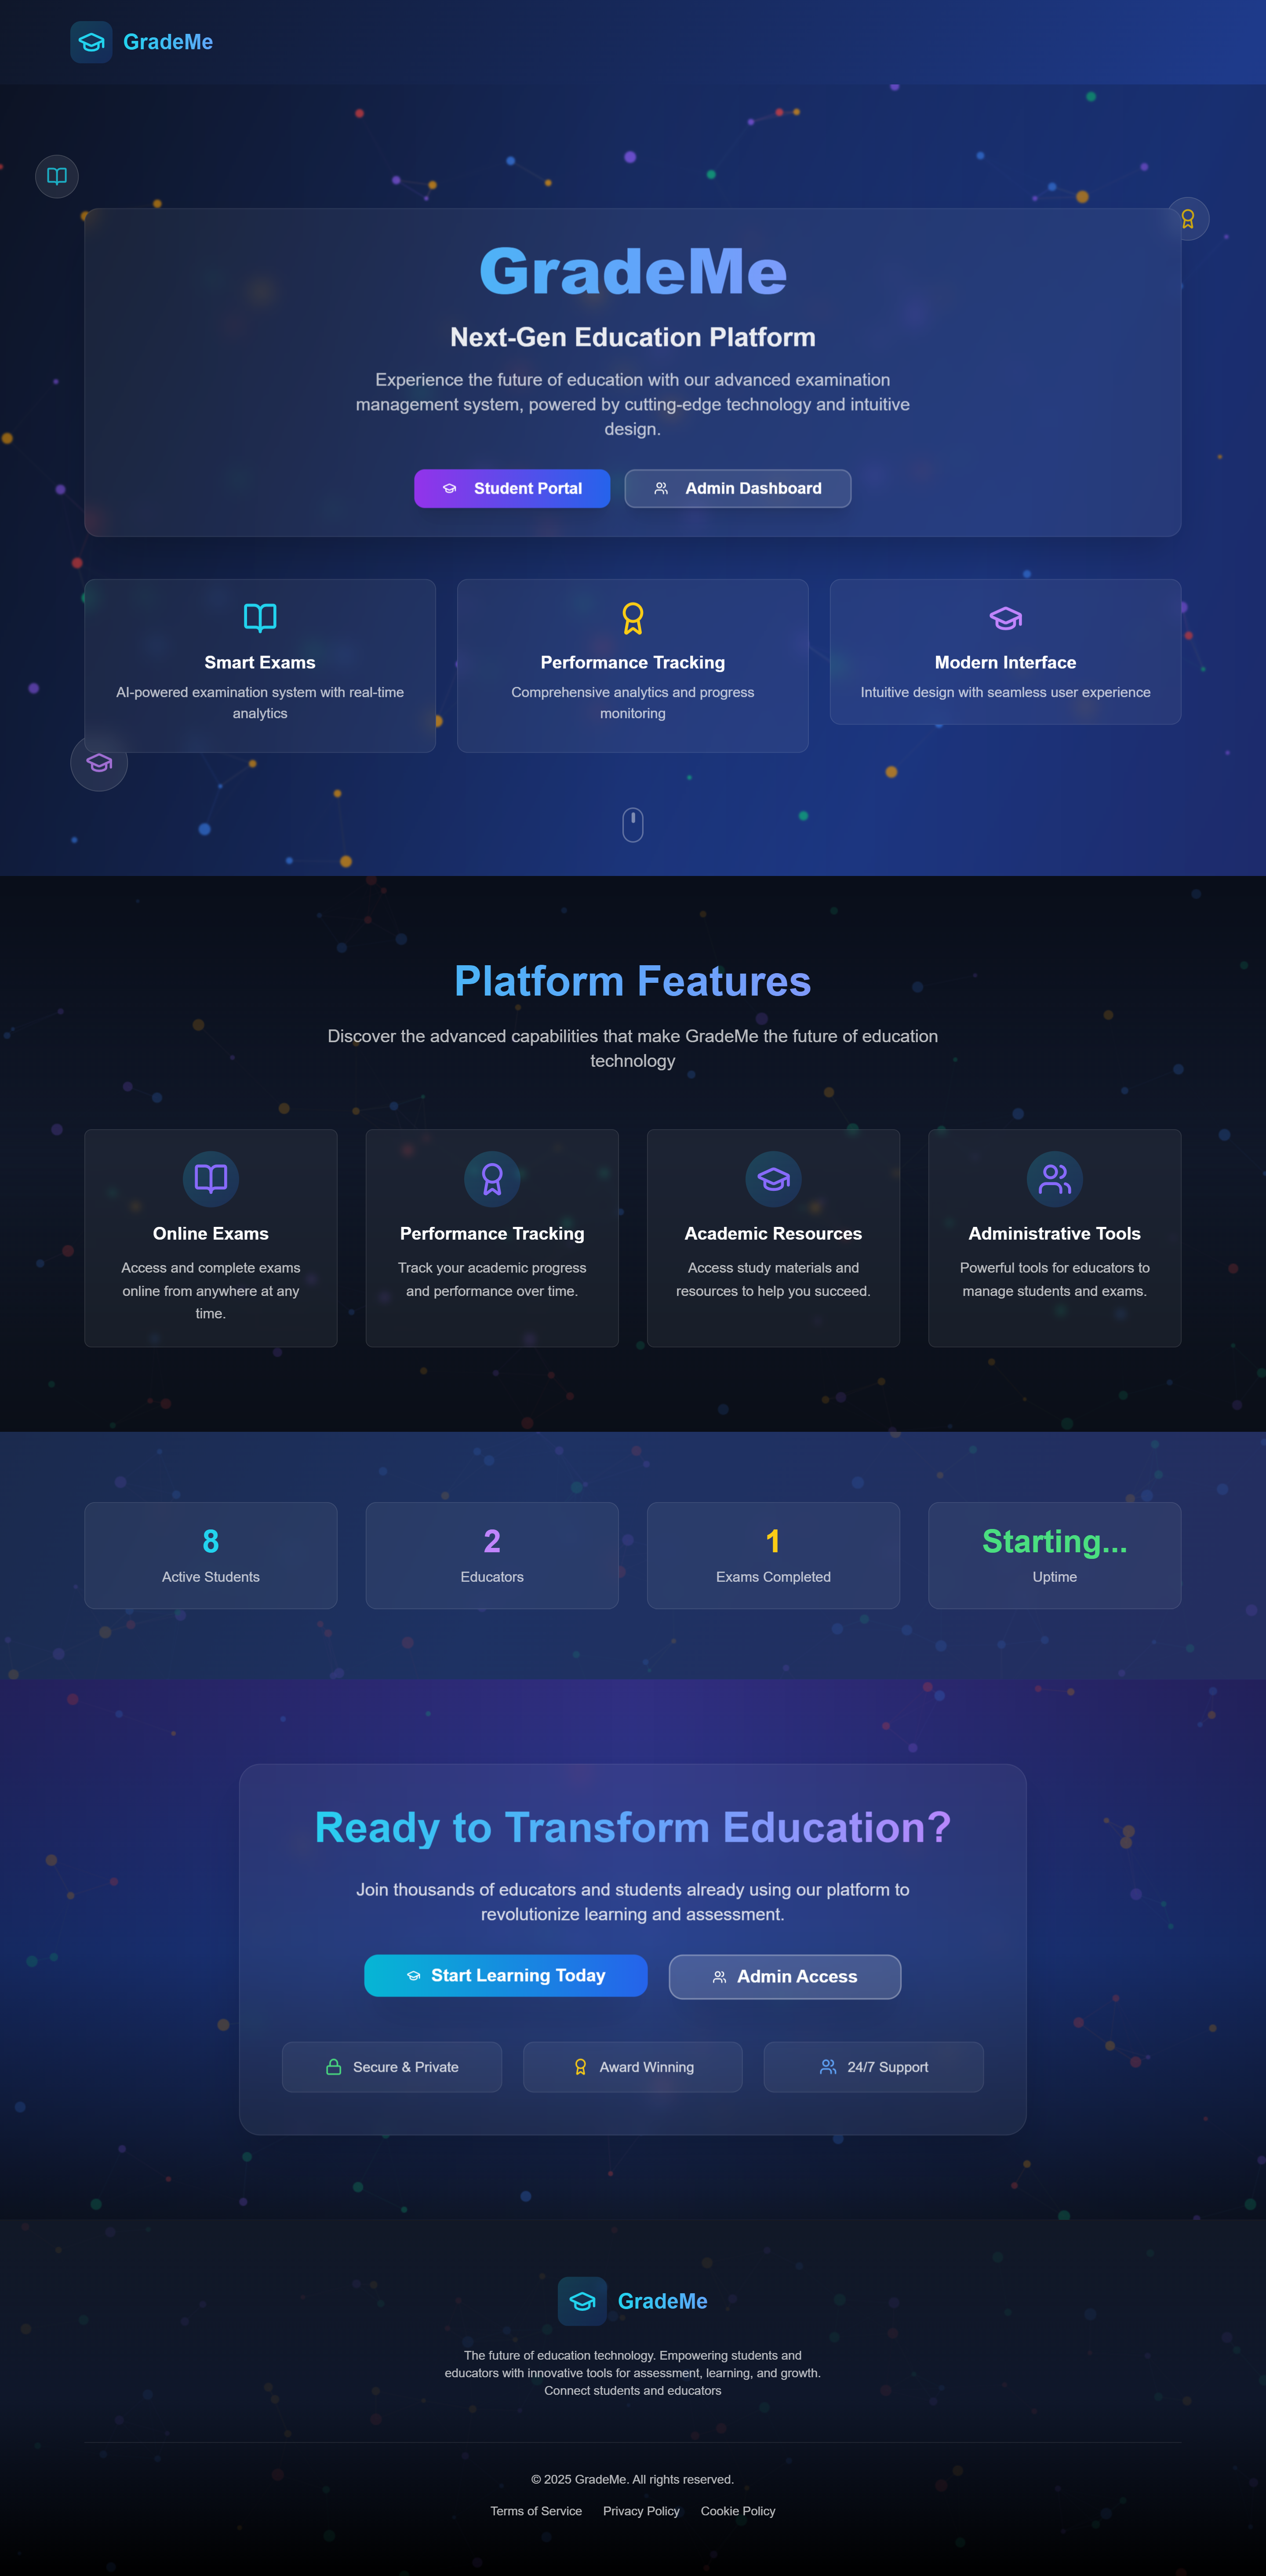 GradeMe
GradeMe
Next-Gen Education Platform
Experience the future of education with our advanced examination
management system, powered by cutting-edge technology and intuitive
design.
Student Portal
Admin Dashboard
Smart Exams
AI-powered examination system with real-time
analytics
Performance Tracking
Comprehensive analytics and progress
monitoring
Modern Interface
Intuitive design with seamless user experience
Platform Features
Discover the advanced capabilities that make GradeMe the future of education
technology
Online Exams
Access and complete exams
online from anywhere at any
time.
Performance Tracking
Track your academic progress
and performance over time.
Academic Resources
Access study materials and
resources to help you succeed.
Administrative Tools
Powerful tools for educators to
manage students and exams.
8
Active Students
2
Educators
1
Exams Completed
Starting...
Uptime
Ready to Transform Education?
Join thousands of educators and students already using our platform to
revolutionize learning and assessment.
Start Learning Today
Admin Access
Secure & Private
Award Winning
24/7 Support
GradeMe
The future of education technology. Empowering students and
educators with innovative tools for assessment, learning, and growth.
Connect students and educators
© 2025 GradeMe. All rights reserved.
Terms of Service
Privacy Policy
Cookie Policy